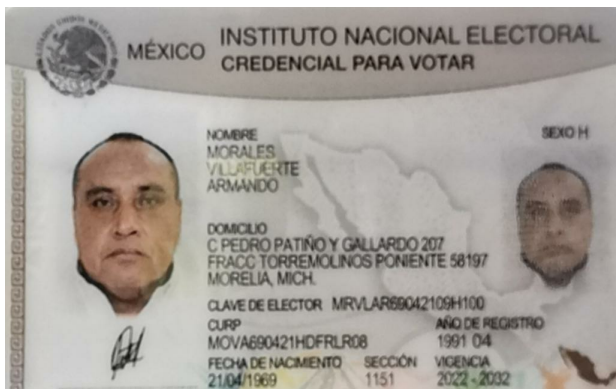 MÉXICO INSTITUTO NACIONAL ELECTORAL
CREDENCIAL PARA VOTAR
NOMBRE SEXO H
MORALES
VILLAFUERTE
ARMANDO
DOMICILIO
C PEDRO PATIÑO Y GALLARDO 207
FRACC TORREMOLINOS PONIENTE 58197
MORELIA, MICH.
CLAVE DE ELECTOR MRVLAR69042109H100
CURP AÑO DE REGISTRO
MOVA690421HDFRLR08 1991 04
FECHA DE NACIMIENTO SECCIÓN VIGENCIA
21/04/1969 1151 2022 - 2032